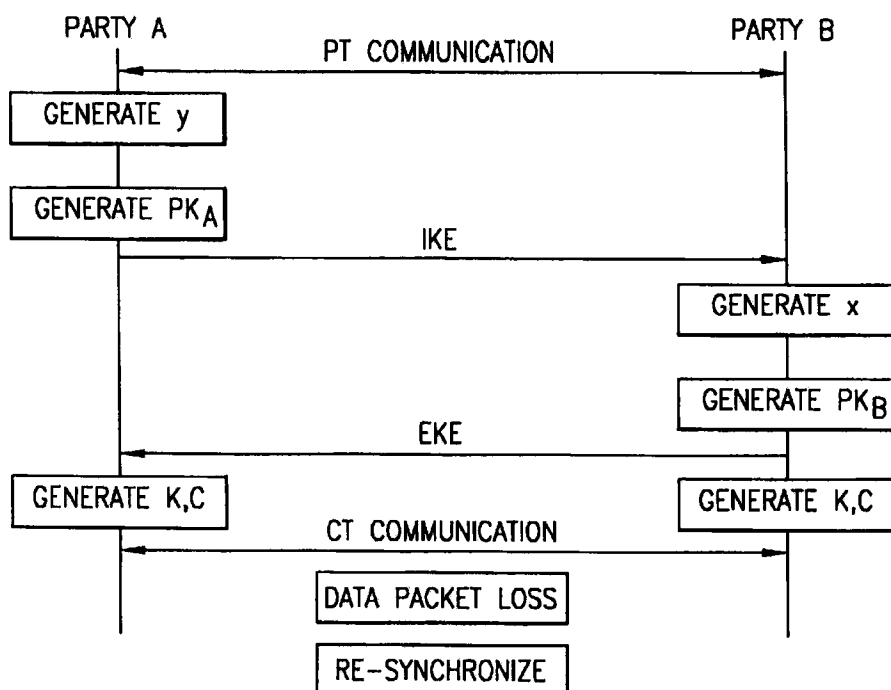 PARTY A
PARTY B
PT COMMUNICATION
GENERATE y
GENERATE PKA
IKE
GENERATE x
GENERATE PKB
EKE
GENERATE K,C
GENERATE K,C
CT COMMUNICATION
DATA PACKET LOSS
RE-SYNCHRONIZE